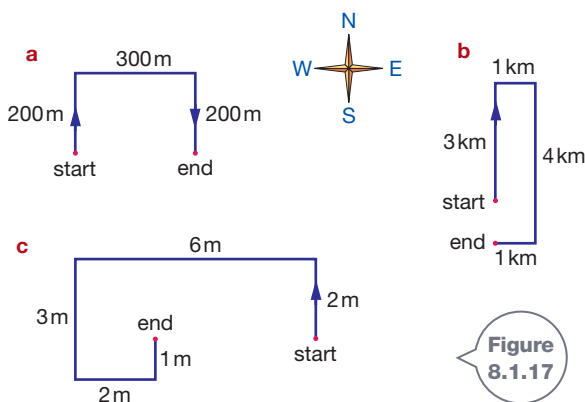 a
300 m
200 m
200 m
start
end
N
W
E
S
b
1 km
3 km
4 km
start
end
1 km
c
6 m
3 m
end
2 m
1 m
start
2 m
Figure
8.1.17